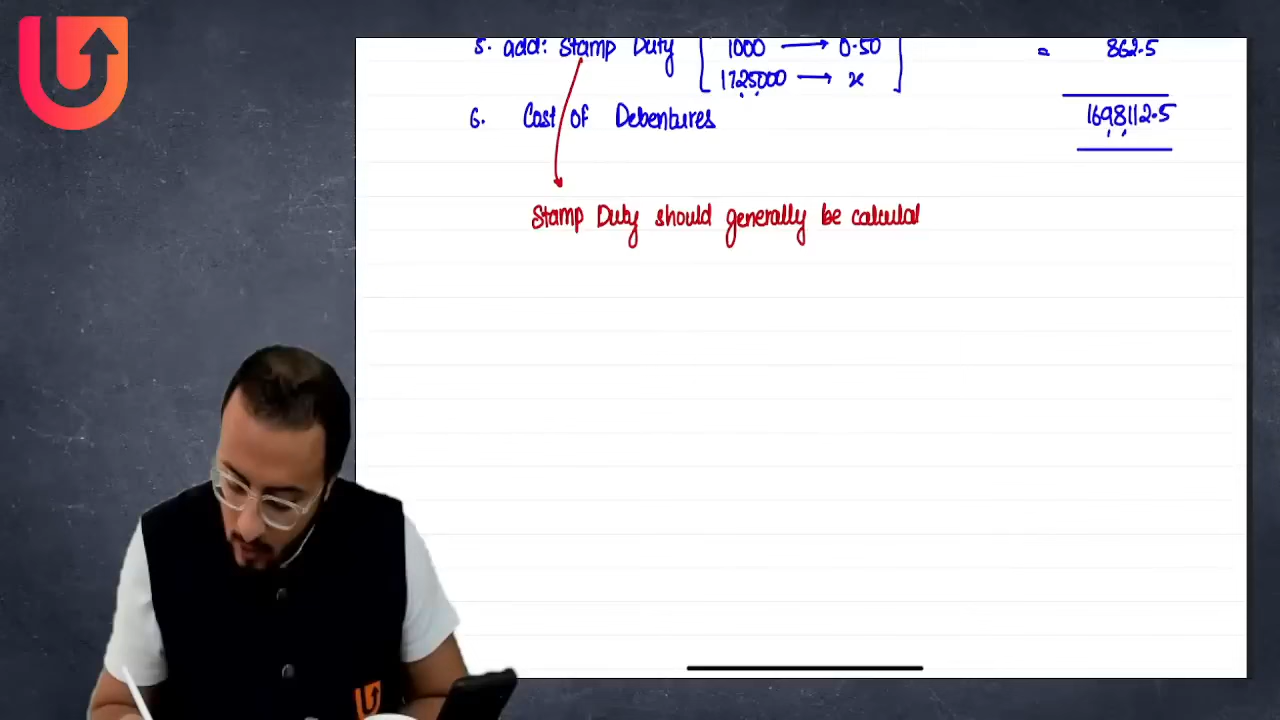 5. add: Stamp Duty [ 1000 → 0.50 ] = 862.5
1725000 → x
6. Cost of Debentures 1698112.5
Stamp Duty should generally be calculat